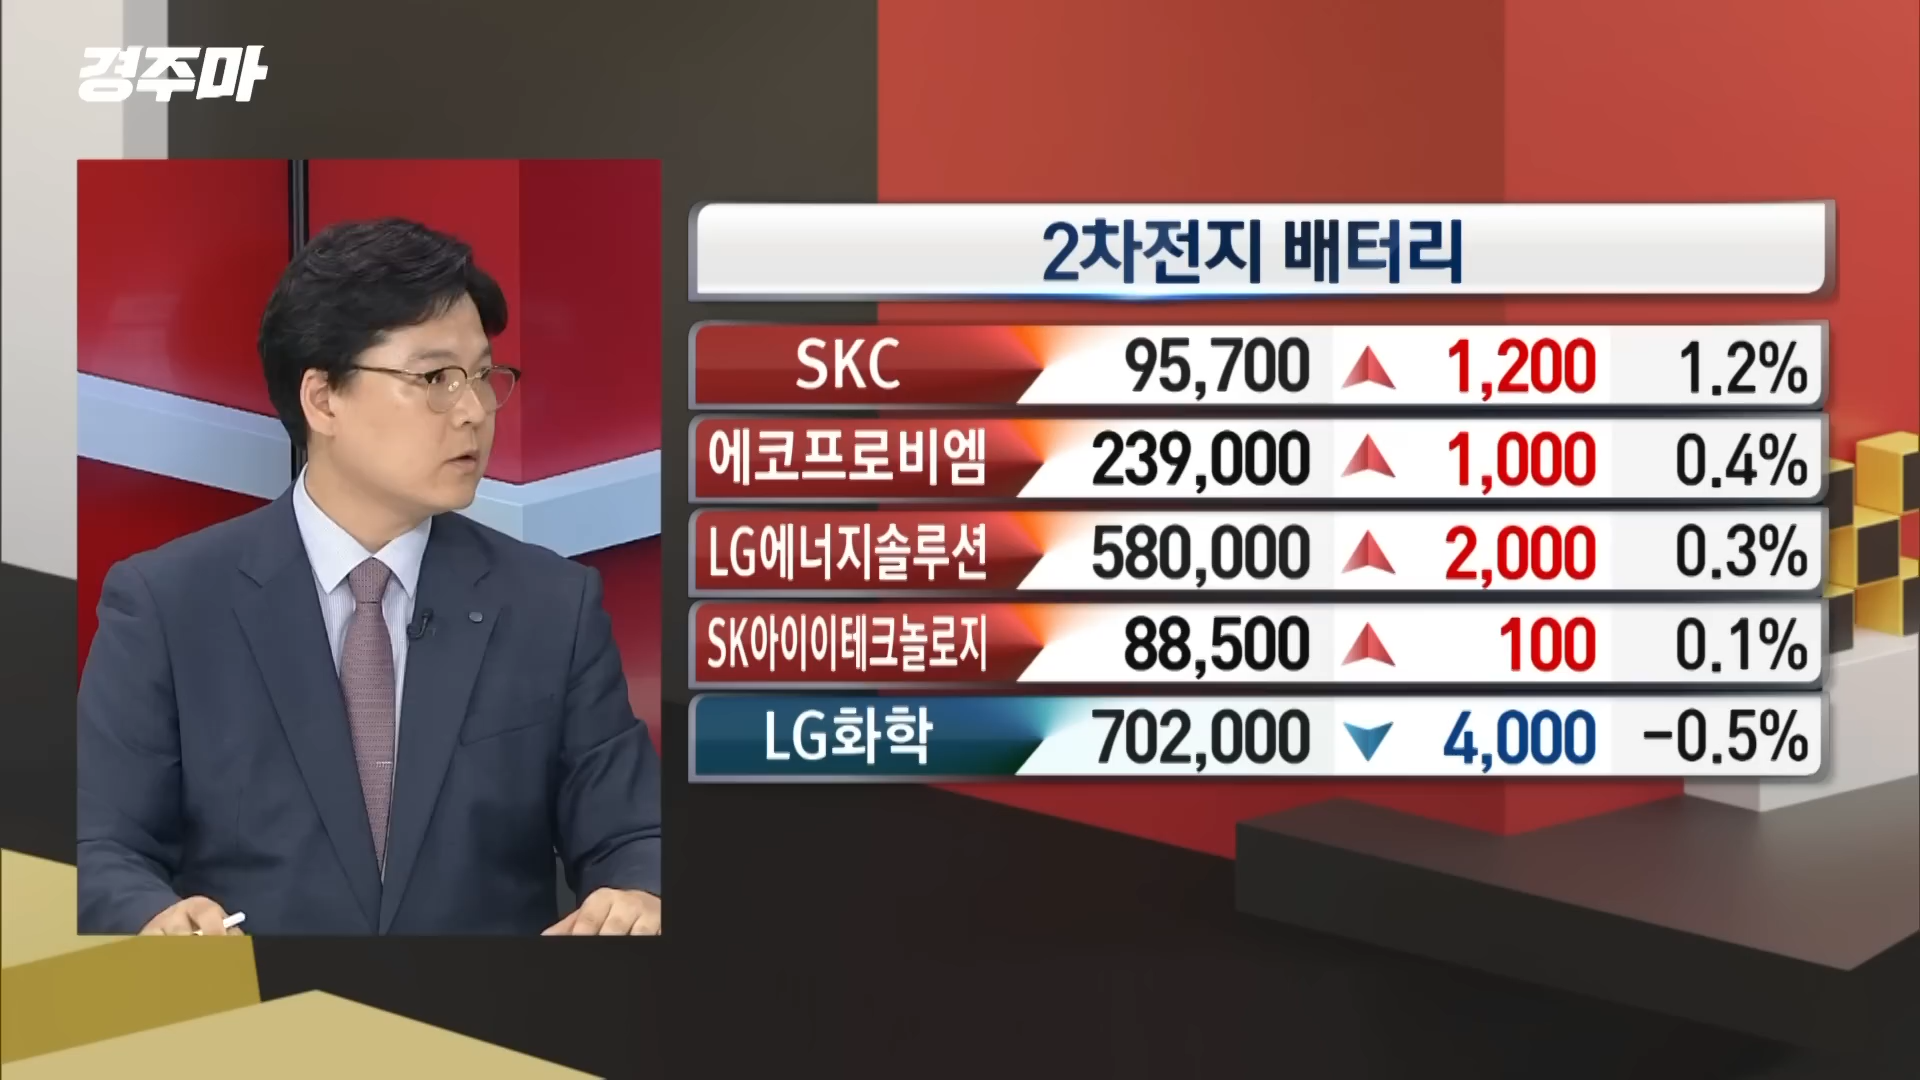 경주마
2차전지 배터리
SKC 95,700 ▲ 1,200 1.2%
에코프로비엠 239,000 ▲ 1,000 0.4%
LG에너지솔루션 580,000 ▲ 2,000 0.3%
SK아이이테크놀로지 88,500 ▲ 100 0.1%
LG화학 702,000 ▼ 4,000 -0.5%